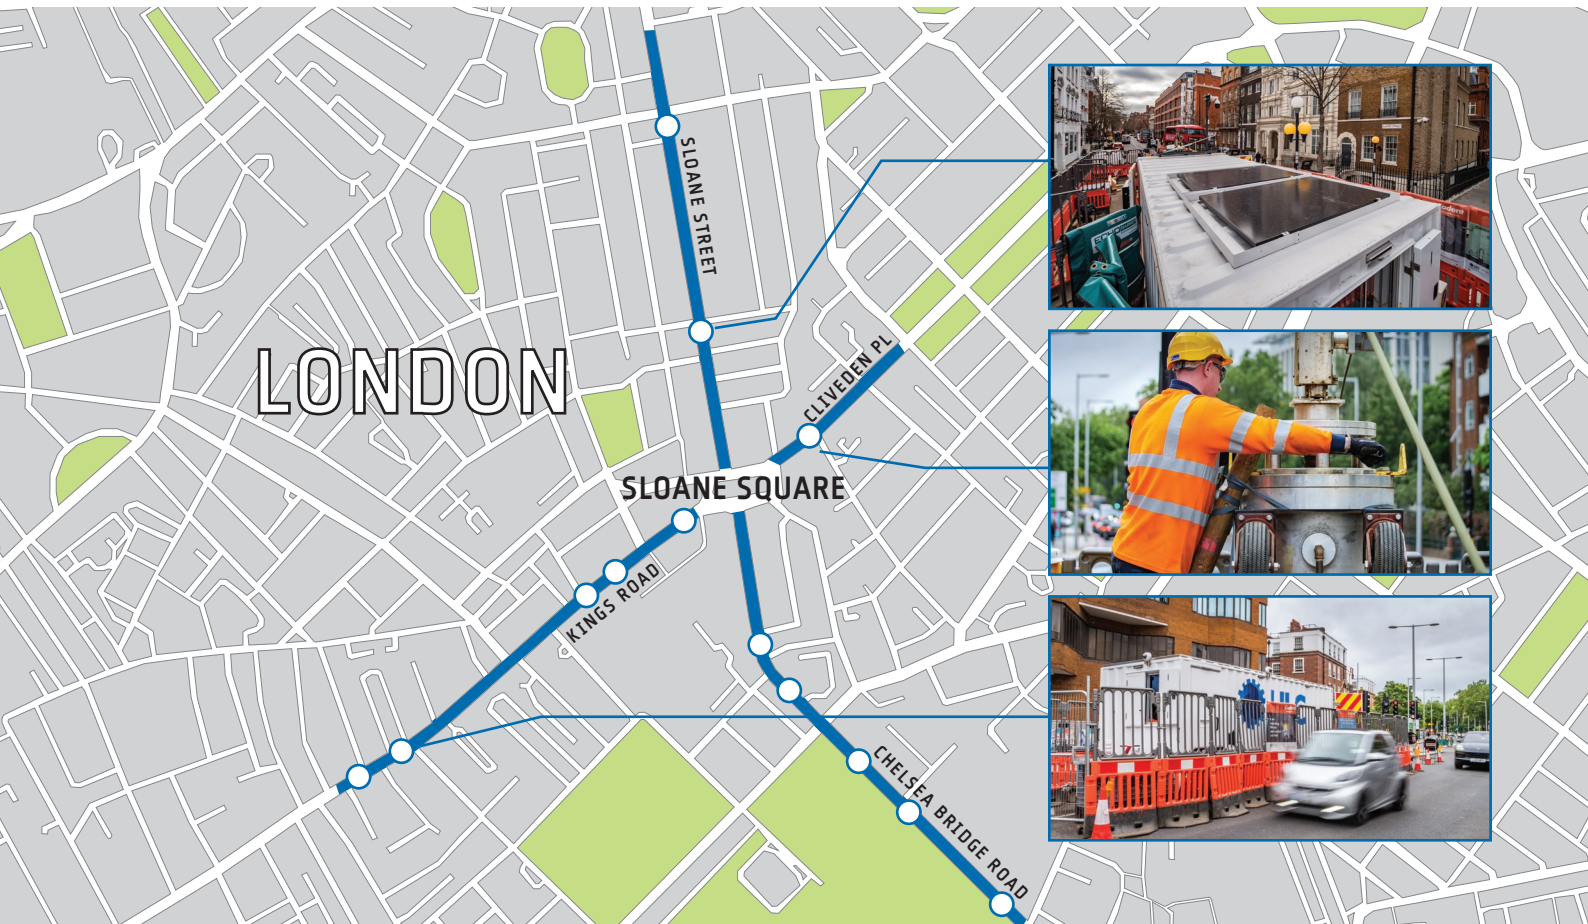 SLOANE STREET
LONDON
CLIVEDEN PL
SLOANE SQUARE
KINGS ROAD
CHELSEA BRIDGE ROAD